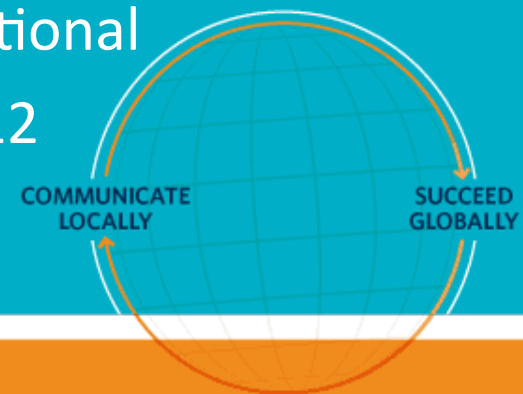 tional
12
COMMUNICATE
LOCALLY
SUCCEED
GLOBALLY